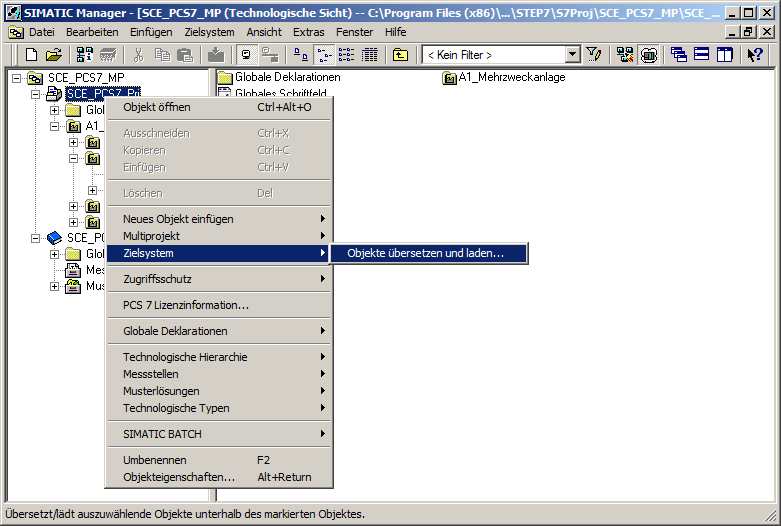 SIMATIC Manager - [SCE_PCS7_MP (Technologische Sicht) -- C:\Program Files (x86)\...\STEP7\S7Proj\SCE_PCS7_MP\SCE_...
Datei Bearbeiten Einfügen Zielsystem Ansicht Extras Fenster Hilfe
< Kein Filter >
SCE_PCS7_MP
SCE_PCS7_Prj
Glo
A1_
SCE_PC
Glo
Mes
Mus
Globale Deklarationen
A1_Mehrzweckanlage
Globales Schriftfeld
Objekt öffnen Ctrl+Alt+O
Ausschneiden Ctrl+X
Kopieren Ctrl+C
Einfügen Ctrl+V
Löschen Del
Neues Objekt einfügen
Multiprojekt
Zielsystem
Objekte übersetzen und laden...
Zugriffsschutz
PCS 7 Lizenzinformation...
Globale Deklarationen
Technologische Hierarchie
Messstellen
Musterlösungen
Technologische Typen
SIMATIC BATCH
Umbenennen F2
Objekteigenschaften... Alt+Return
Übersetzt/lädt auszuwählende Objekte unterhalb des markierten Objektes.